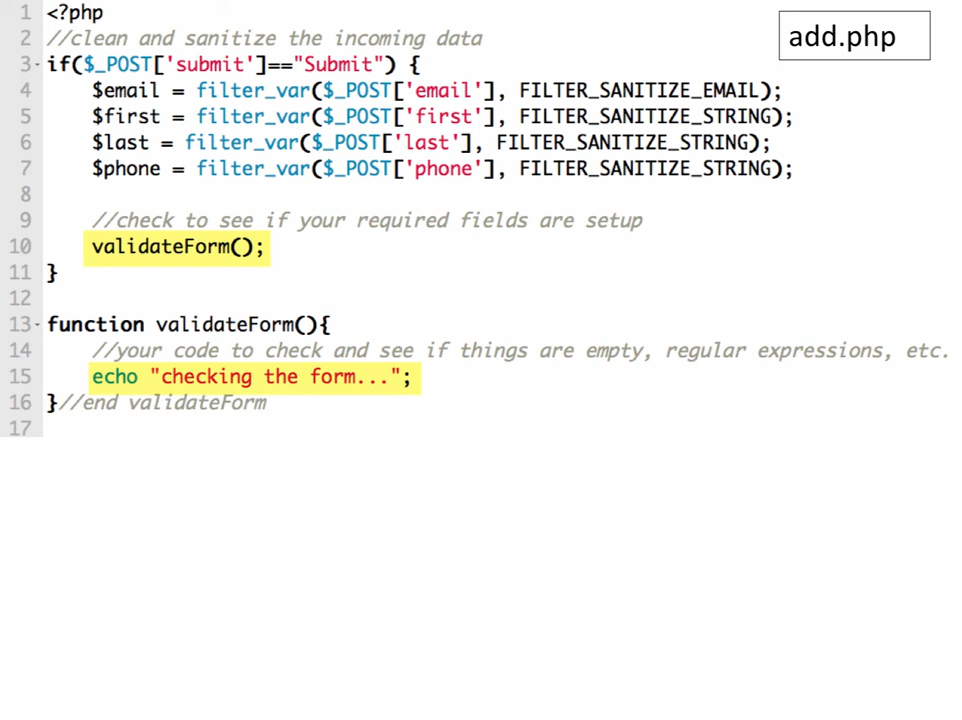 add.php
1 <?php
2 //clean and sanitize the incoming data
3 if($_POST['submit']=="Submit") {
4 $email = filter_var($_POST['email'], FILTER_SANITIZE_EMAIL);
5 $first = filter_var($_POST['first'], FILTER_SANITIZE_STRING);
6 $last = filter_var($_POST['last'], FILTER_SANITIZE_STRING);
7 $phone = filter_var($_POST['phone'], FILTER_SANITIZE_STRING);
8
9 //check to see if your required fields are setup
10 validateForm();
11 }
12
13 function validateForm(){
14 //your code to check and see if things are empty, regular expressions, etc.
15 echo "checking the form...";
16 }//end validateForm
17